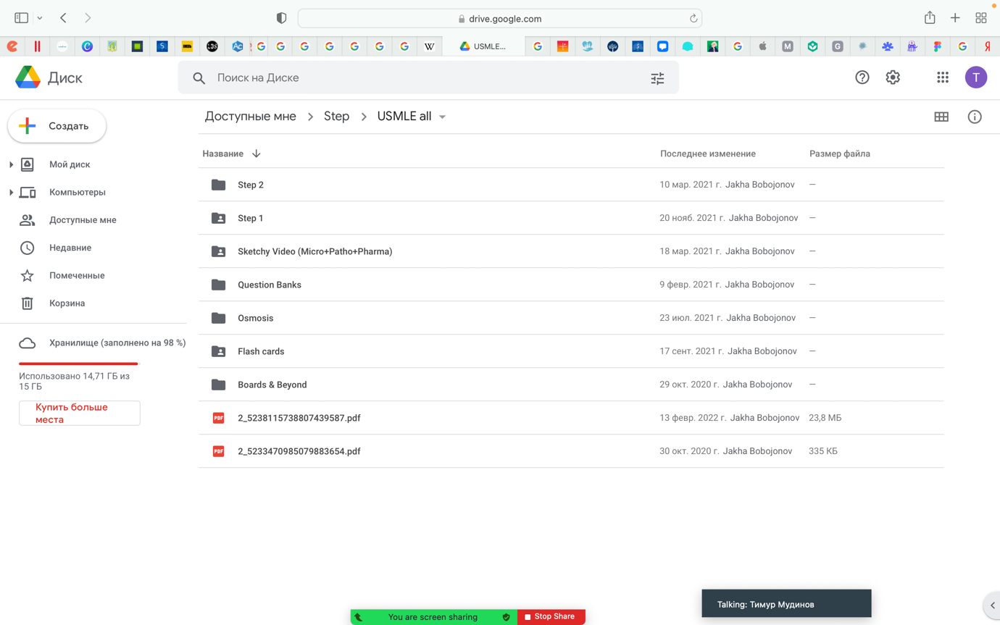 drive.google.com
USMLE...
Диск
Поиск на Диске
T
Создать
Доступные мне
Step
USMLE all
Мой диск
Компьютеры
Доступные мне
Недавние
Помеченные
Корзина
Хранилище (заполнено на 98 %)
Использовано 14,71 ГБ из
15 ГБ
Купить больше
места
Название Последнее изменение Размер файла
Step 2 10 мар. 2021 г. Jakha Bobojonov —
Step 1 20 нояб. 2021 г. Jakha Bobojonov —
Sketchy Video (Micro+Patho+Pharma) 18 мар. 2021 г. Jakha Bobojonov —
Question Banks 9 февр. 2021 г. Jakha Bobojonov —
Osmosis 23 июл. 2021 г. Jakha Bobojonov —
Flash cards 17 сент. 2021 г. Jakha Bobojonov —
Boards & Beyond 29 окт. 2020 г. Jakha Bobojonov —
PDF 2_5238115738807439587.pdf 13 февр. 2022 г. Jakha Bobojonov 23,8 МБ
PDF 2_5233470985079883654.pdf 30 окт. 2020 г. Jakha Bobojonov 335 КБ
Talking: Тимур Мудинов
You are screen sharing
Stop Share